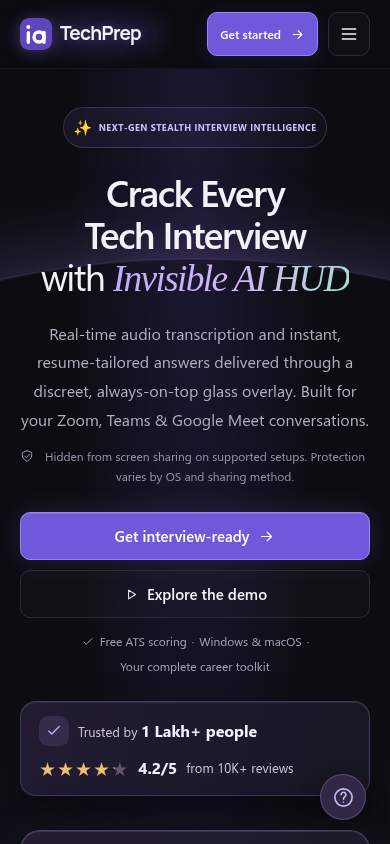 ia TechPrep
Get started →
✨ NEXT-GEN STEALTH INTERVIEW INTELLIGENCE
Crack Every
Tech Interview
with Invisible AI HUD
Real-time audio transcription and instant,
resume-tailored answers delivered through a
discreet, always-on-top glass overlay. Built for
your Zoom, Teams & Google Meet conversations.
Hidden from screen sharing on supported setups. Protection
varies by OS and sharing method.
Get interview-ready →
Explore the demo
✓ Free ATS scoring · Windows & macOS ·
Your complete career toolkit
Trusted by 1 Lakh+ people
★★★★★ 4.2/5 from 10K+ reviews
?